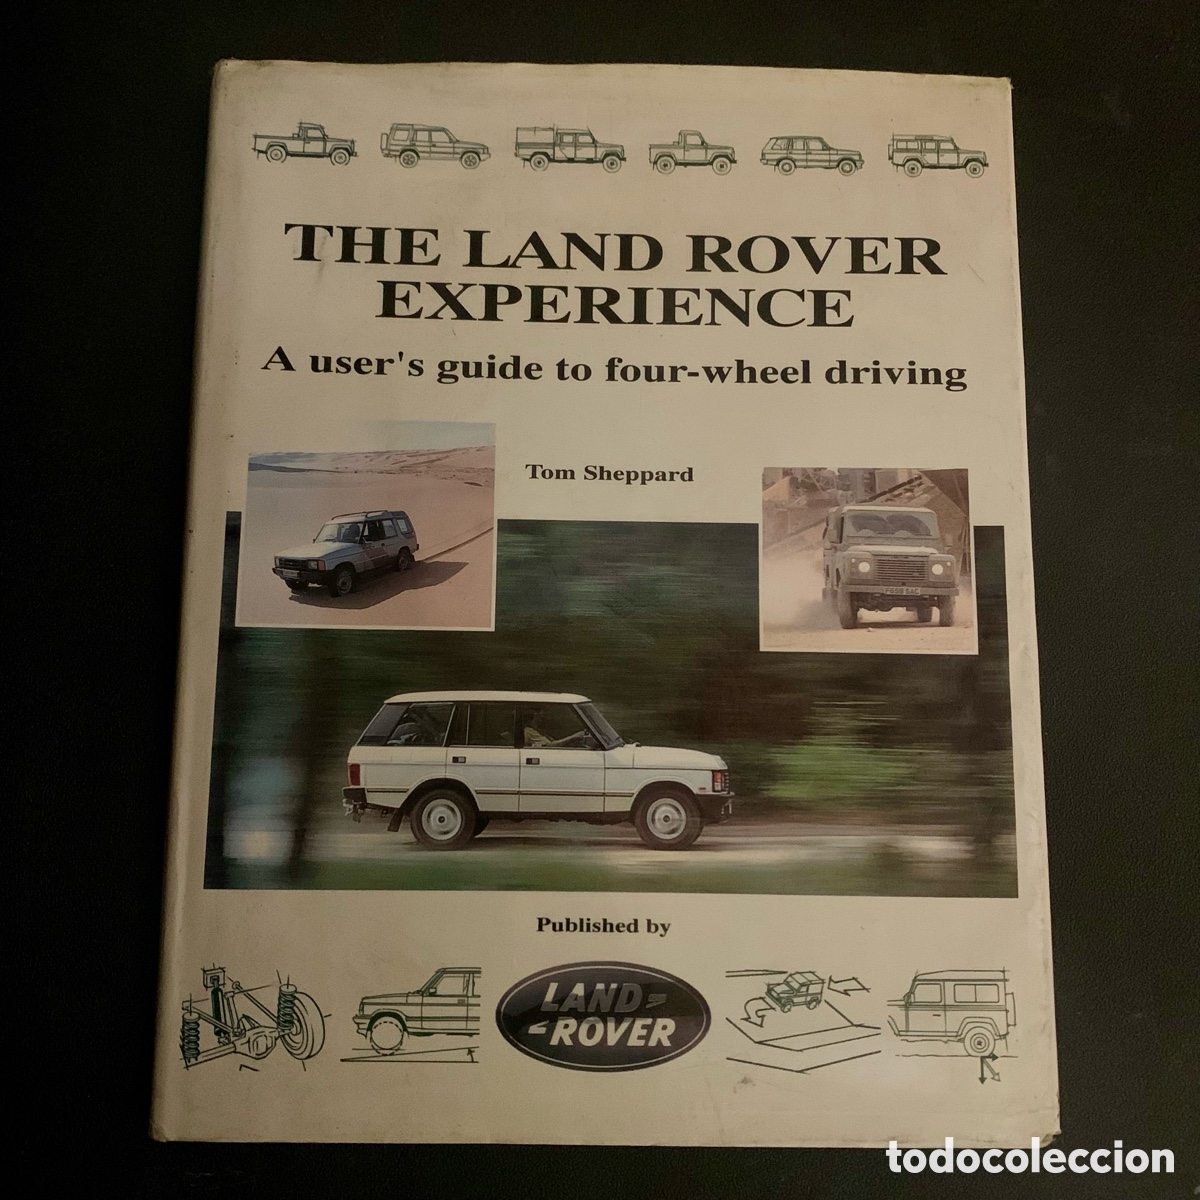 THE LAND ROVER
EXPERIENCE
A user's guide to four-wheel driving
Tom Sheppard
Published by
LAND
ROVER
todocoleccion